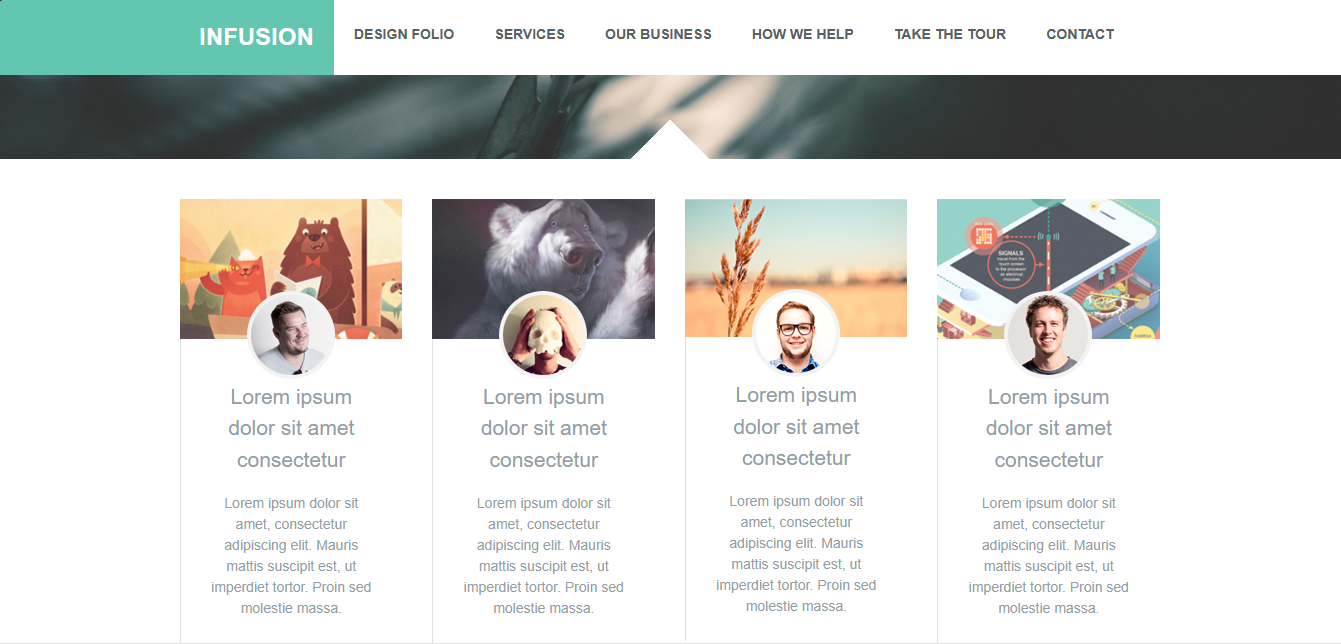 INFUSION
DESIGN FOLIO
SERVICES
OUR BUSINESS
HOW WE HELP
TAKE THE TOUR
CONTACT
SIGNALS
Lorem ipsum
dolor sit amet
consectetur
Lorem ipsum dolor sit
amet, consectetur
adipiscing elit. Mauris
mattis suscipit est, ut
imperdiet tortor. Proin sed
molestie massa.
Lorem ipsum
dolor sit amet
consectetur
Lorem ipsum dolor sit
amet, consectetur
adipiscing elit. Mauris
mattis suscipit est, ut
imperdiet tortor. Proin sed
molestie massa.
Lorem ipsum
dolor sit amet
consectetur
Lorem ipsum dolor sit
amet, consectetur
adipiscing elit. Mauris
mattis suscipit est, ut
imperdiet tortor. Proin sed
molestie massa.
Lorem ipsum
dolor sit amet
consectetur
Lorem ipsum dolor sit
amet, consectetur
adipiscing elit. Mauris
mattis suscipit est, ut
imperdiet tortor. Proin sed
molestie massa.